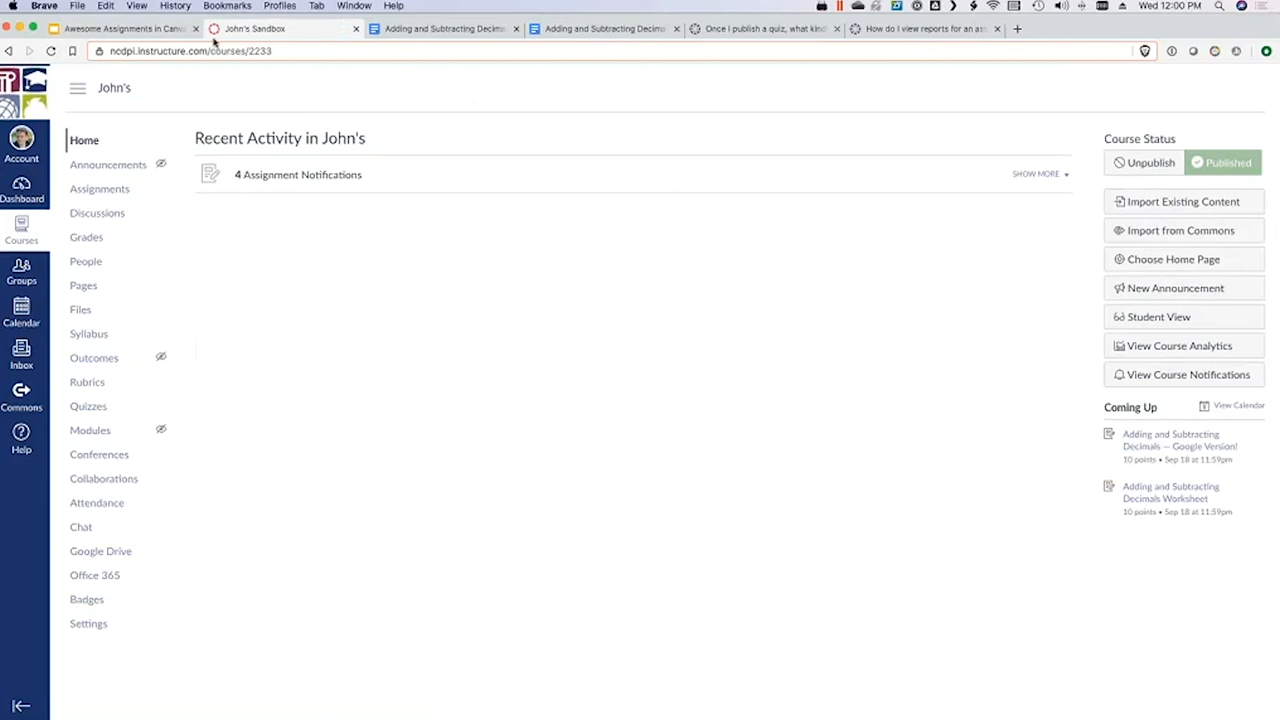 Brave File Edit View History Bookmarks Profiles Tab Window Help
Wed 12:00 PM
Awesome Assignments in Canva
John's Sandbox
Adding and Subtracting Decima
Adding and Subtracting Decima
Once I publish a quiz, what kind
How do I view reports for an as
ncdpi.instructure.com/courses/2233
John's
Account
Dashboard
Courses
Groups
Calendar
Inbox
Commons
Help
Home
Announcements
Assignments
Discussions
Grades
People
Pages
Files
Syllabus
Outcomes
Rubrics
Quizzes
Modules
Conferences
Collaborations
Attendance
Chat
Google Drive
Office 365
Badges
Settings
Recent Activity in John's
4 Assignment Notifications
SHOW MORE
Course Status
Unpublish
Published
Import Existing Content
Import from Commons
Choose Home Page
New Announcement
Student View
View Course Analytics
View Course Notifications
Coming Up
View Calendar
Adding and Subtracting
Decimals — Google Version!
10 points • Sep 18 at 11:59pm
Adding and Subtracting
Decimals Worksheet
10 points • Sep 18 at 11:59pm